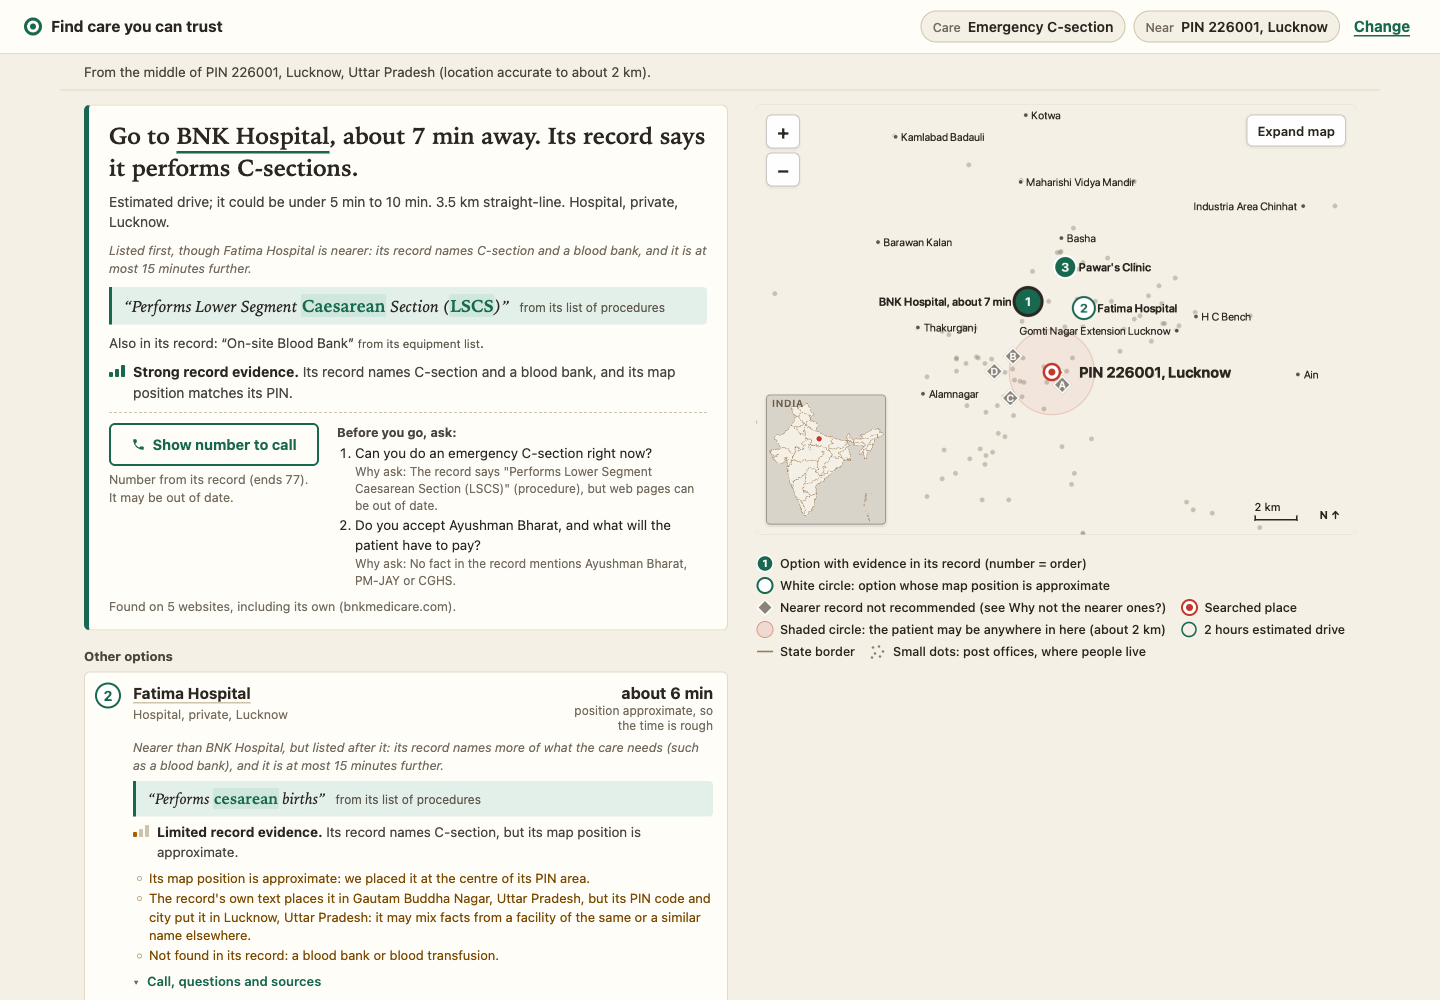 Find care you can trust
Care Emergency C-section
Near PIN 226001, Lucknow
Change
From the middle of PIN 226001, Lucknow, Uttar Pradesh (location accurate to about 2 km).
Go to BNK Hospital, about 7 min away. Its record says
it performs C-sections.
Estimated drive; it could be under 5 min to 10 min. 3.5 km straight-line. Hospital, private,
Lucknow.
Listed first, though Fatima Hospital is nearer: its record names C-section and a blood bank, and it is at
most 15 minutes further.
“Performs Lower Segment Caesarean Section (LSCS)” from its list of procedures
Also in its record: “On-site Blood Bank” from its equipment list.
Strong record evidence. Its record names C-section and a blood bank, and its map
position matches its PIN.
Show number to call
Number from its record (ends 77).
It may be out of date.
Before you go, ask:
1. Can you do an emergency C-section right now?
Why ask: The record says "Performs Lower Segment
Caesarean Section (LSCS)" (procedure), but web pages can
be out of date.
2. Do you accept Ayushman Bharat, and what will the
patient have to pay?
Why ask: No fact in the record mentions Ayushman Bharat,
PM-JAY or CGHS.
Found on 5 websites, including its own (bnkmedicare.com).
Other options
2 Fatima Hospital
about 6 min
Hospital, private, Lucknow
position approximate, so
the time is rough
Nearer than BNK Hospital, but listed after it: its record names more of what the care needs (such
as a blood bank), and it is at most 15 minutes further.
“Performs cesarean births” from its list of procedures
Limited record evidence. Its record names C-section, but its map position is
approximate.
Its map position is approximate: we placed it at the centre of its PIN area.
The record's own text places it in Gautam Buddha Nagar, Uttar Pradesh, but its PIN code and
city put it in Lucknow, Uttar Pradesh: it may mix facts from a facility of the same or a similar
name elsewhere.
Not found in its record: a blood bank or blood transfusion.
Call, questions and sources
+
−
Expand map
Kotwa
Kamlabad Badauli
Maharishi Vidya Mandir
Industria Area Chinhat
Barawan Kalan
Basha
3 Pawar's Clinic
BNK Hospital, about 7 min 1
2 Fatima Hospital
H C Bench
Thakurganj
Gomti Nagar Extension Lucknow
B
D
PIN 226001, Lucknow
A
C
Ain
Alamnagar
INDIA
2 km
N ↑
1 Option with evidence in its record (number = order)
White circle: option whose map position is approximate
Nearer record not recommended (see Why not the nearer ones?)
Searched place
Shaded circle: the patient may be anywhere in here (about 2 km)
2 hours estimated drive
State border
Small dots: post offices, where people live